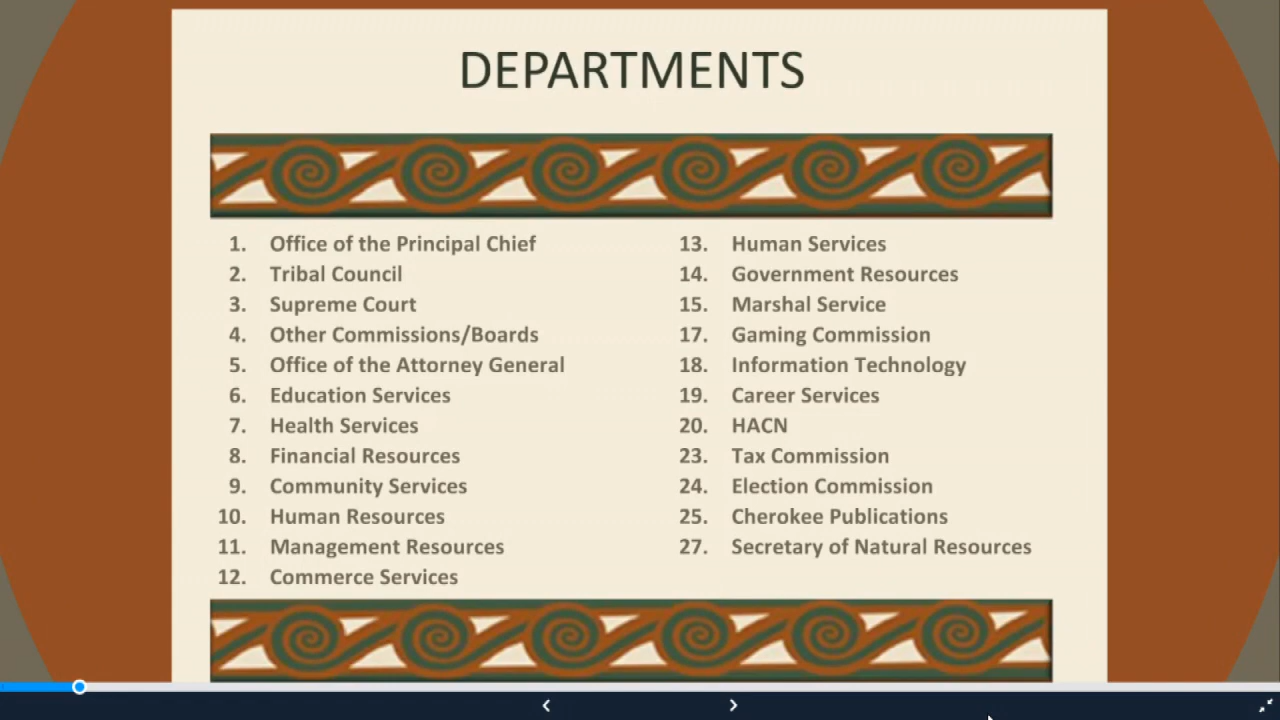 DEPARTMENTS
1. Office of the Principal Chief
2. Tribal Council
3. Supreme Court
4. Other Commissions/Boards
5. Office of the Attorney General
6. Education Services
7. Health Services
8. Financial Resources
9. Community Services
10. Human Resources
11. Management Resources
12. Commerce Services
13. Human Services
14. Government Resources
15. Marshal Service
17. Gaming Commission
18. Information Technology
19. Career Services
20. HACN
23. Tax Commission
24. Election Commission
25. Cherokee Publications
27. Secretary of Natural Resources